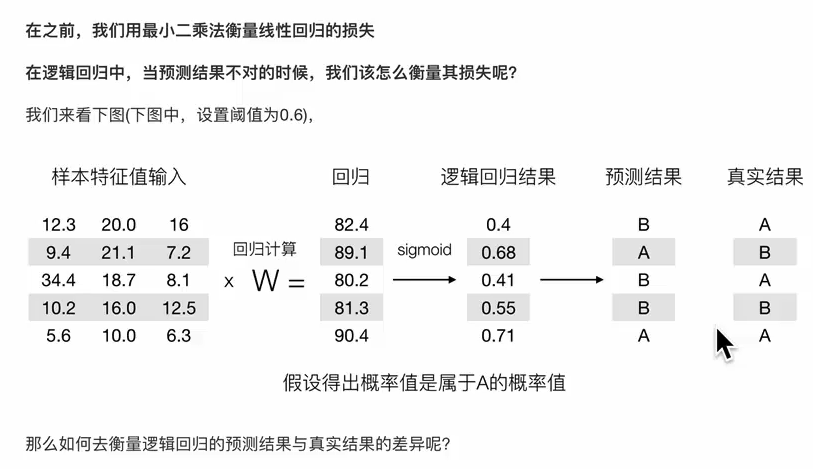 在之前，我们用最小二乘法衡量线性回归的损失
在逻辑回归中，当预测结果不对的时候，我们该怎么衡量其损失呢?
我们来看下图(下图中，设置阈值为0.6)，
样本特征值输入 回归 逻辑回归结果 预测结果 真实结果
12.3 20.0 16 82.4 0.4 B A
9.4 21.1 7.2 回归计算 89.1 sigmoid 0.68 A B
34.4 18.7 8.1 x W = 80.2 0.41 B A
10.2 16.0 12.5 81.3 0.55 B B
5.6 10.0 6.3 90.4 0.71 A A
假设得出概率值是属于A的概率值
那么如何去衡量逻辑回归的预测结果与真实结果的差异呢?